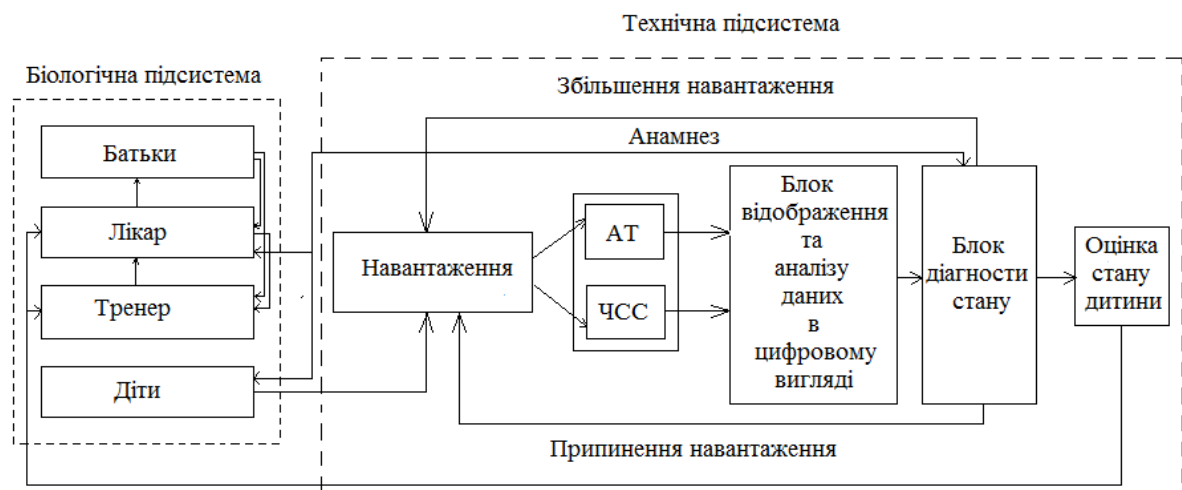 Технічна підсистема
Біологічна підсистема
Збільшення навантаження
Анамнез
Батьки
Лікар
Тренер
Діти
Навантаження
АТ
ЧСС
Блок
відображення
та
аналізу
даних
в
цифровому
вигляді
Блок
діагности
стану
Оцінка
стану
дитини
Припинення навантаження